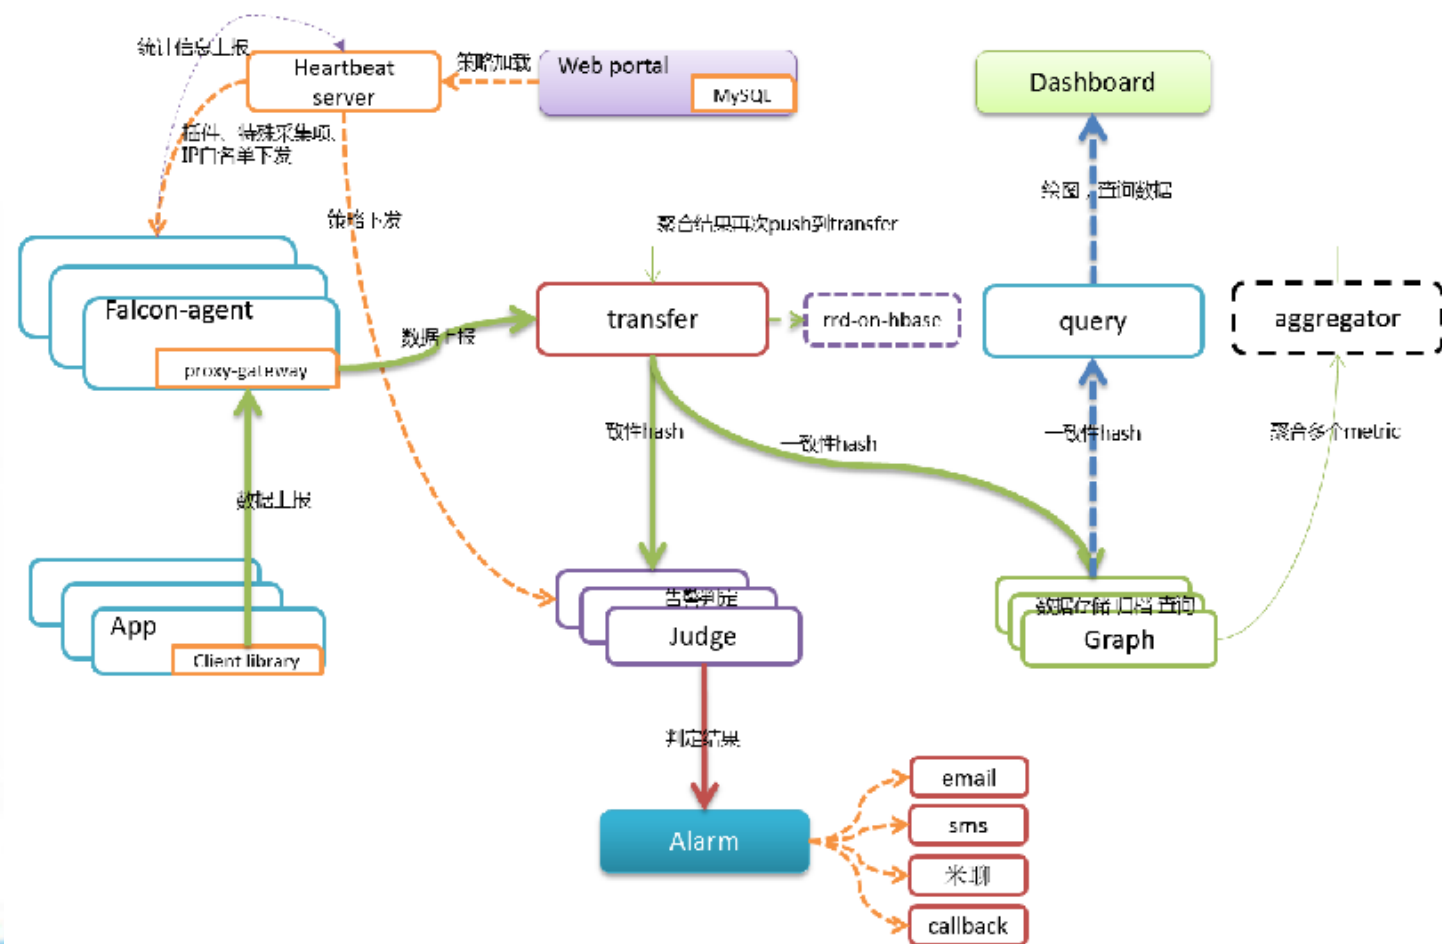 统计信息上报
Heartbeat
server
策略加载
Web portal
MySQL
Dashboard
插件、特殊采集项、
IP白名单下发
策略下发
绘图，查询数据
聚合结果再次push到transfer
Falcon-agent
proxy-gateway
数据上报
transfer
rrd-on-hbase
query
aggregator
致性hash
一致性hash
一致性hash
聚合多个metric
数据上报
App
Client library
告警判定
Judge
数据存储 归档 查询
Graph
判定结果
Alarm
email
sms
米聊
callback